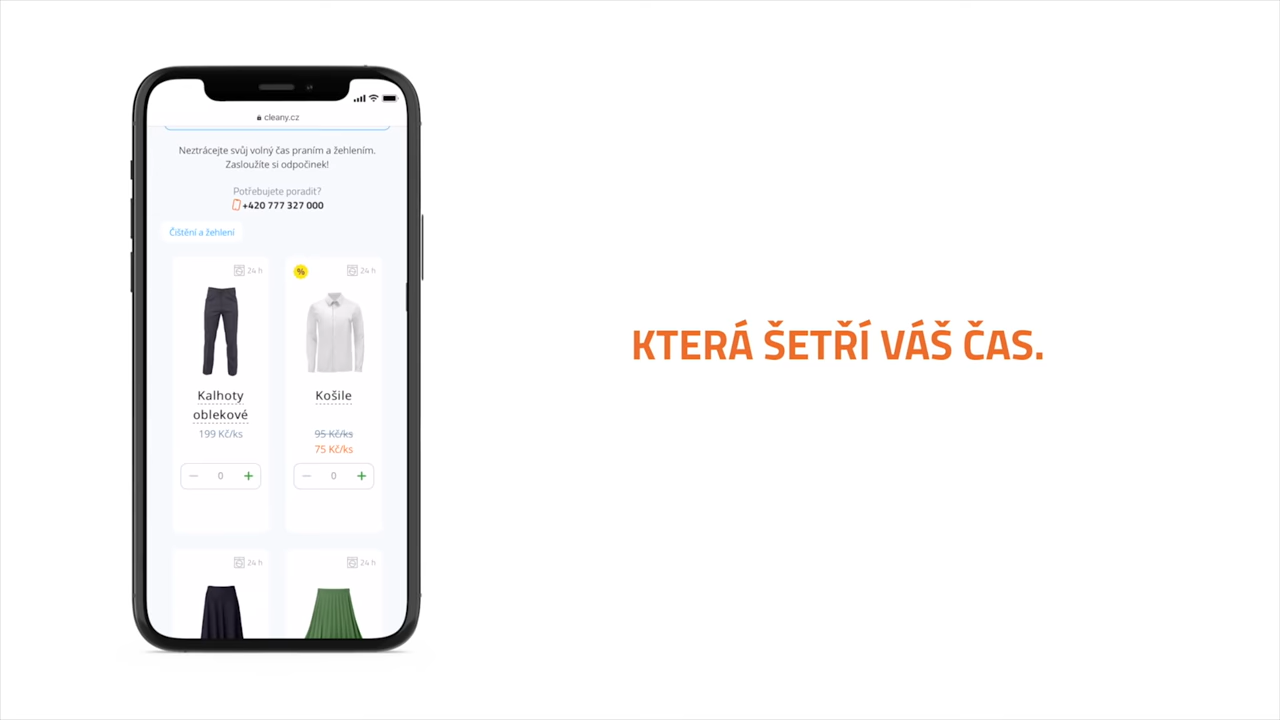 cleany.cz
Neztrácejte svůj volný čas praním a žehlením.
Zasloužíte si odpočinek!
Potřebujete poradit?
+420 777 327 000
Čištění a žehlení
24 h
% 24 h
Kalhoty
oblekové
199 Kč/ks
Košile
95 Kč/ks
75 Kč/ks
— 0 +
— 0 +
24 h
24 h
KTERÁ ŠETŘÍ VÁŠ ČAS.